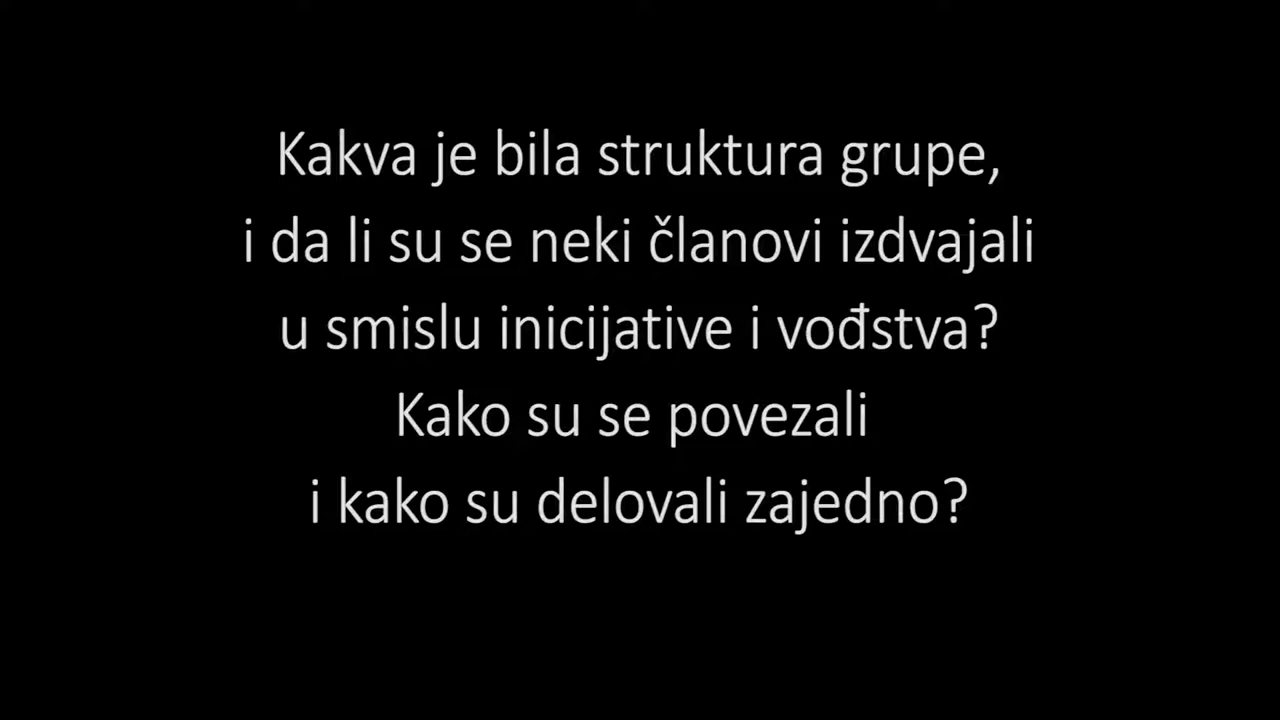 Kakva je bila struktura grupe,
i da li su se neki članovi izdvajali
u smislu inicijative i vođstva?
Kako su se povezali
i kako su delovali zajedno?